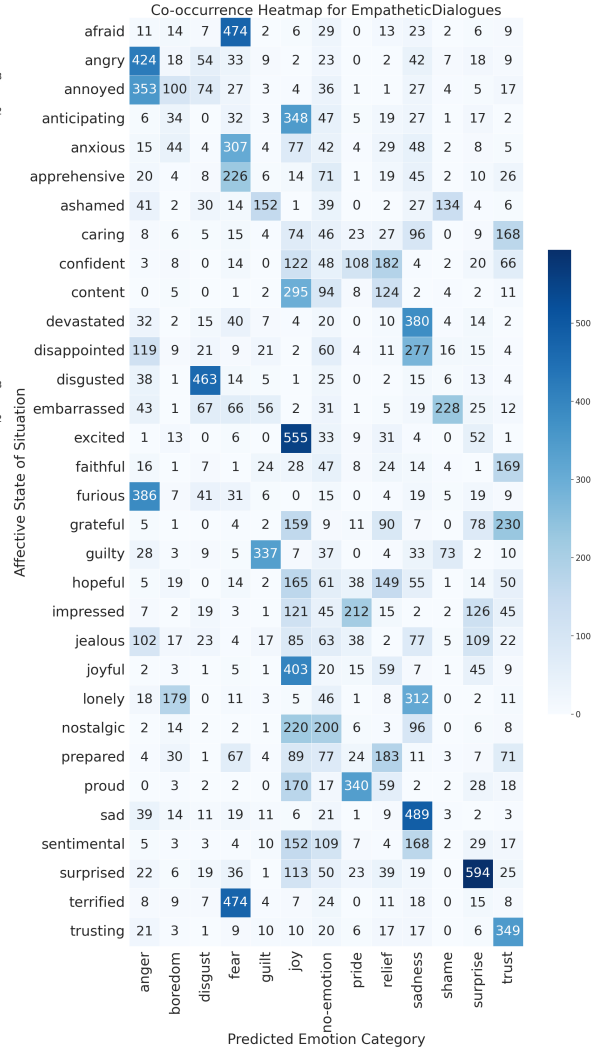 Co-occurrence Heatmap for EmpatheticDialogues
afraid 11 14 7 474 2 6 29 0 13 23 2 6 9
angry 424 18 54 33 9 2 23 0 2 42 7 18 9
annoyed 353 100 74 27 3 4 36 1 1 27 4 5 17
anticipating 6 34 0 32 3 348 47 5 19 27 1 17 2
anxious 15 44 4 307 4 77 42 4 29 48 2 8 5
apprehensive 20 4 8 226 6 14 71 1 19 45 2 10 26
ashamed 41 2 30 14 152 1 39 0 2 27 134 4 6
caring 8 6 5 15 4 74 46 23 27 96 0 9 168
confident 3 8 0 14 0 122 48 108 182 4 2 20 66
content 0 5 0 1 2 295 94 8 124 2 4 2 11
devastated 32 2 15 40 7 4 20 0 10 380 4 14 2
disappointed 119 9 21 9 21 2 60 4 11 277 16 15 4
disgusted 38 1 463 14 5 1 25 0 2 15 6 13 4
embarrassed 43 1 67 66 56 2 31 1 5 19 228 25 12
excited 1 13 0 6 0 555 33 9 31 4 0 52 1
faithful 16 1 7 1 24 28 47 8 24 14 4 1 169
furious 386 7 41 31 6 0 15 0 4 19 5 19 9
grateful 5 1 0 4 2 159 9 11 90 7 0 78 230
guilty 28 3 9 5 337 7 37 0 4 33 73 2 10
hopeful 5 19 0 14 2 165 61 38 149 55 1 14 50
impressed 7 2 19 3 1 121 45 212 15 2 2 126 45
jealous 102 17 23 4 17 85 63 38 2 77 5 109 22
joyful 2 3 1 5 1 403 20 15 59 7 1 45 9
lonely 18 179 0 11 3 5 46 1 8 312 0 2 11
nostalgic 2 14 2 2 1 220 200 6 3 96 0 6 8
prepared 4 30 1 67 4 89 77 24 183 11 3 7 71
proud 0 3 2 2 0 170 17 340 59 2 2 28 18
sad 39 14 11 19 11 6 21 1 9 489 3 2 3
sentimental 5 3 3 4 10 152 109 7 4 168 2 29 17
surprised 22 6 19 36 1 113 50 23 39 19 0 594 25
terrified 8 9 7 474 4 7 24 0 11 18 0 15 8
trusting 21 3 1 9 10 10 20 6 17 17 0 6 349
anger boredom disgust fear guilt joy no-emotion pride relief sadness shame surprise trust
Predicted Emotion Category
Affective State of Situation
500
400
300
200
100
0